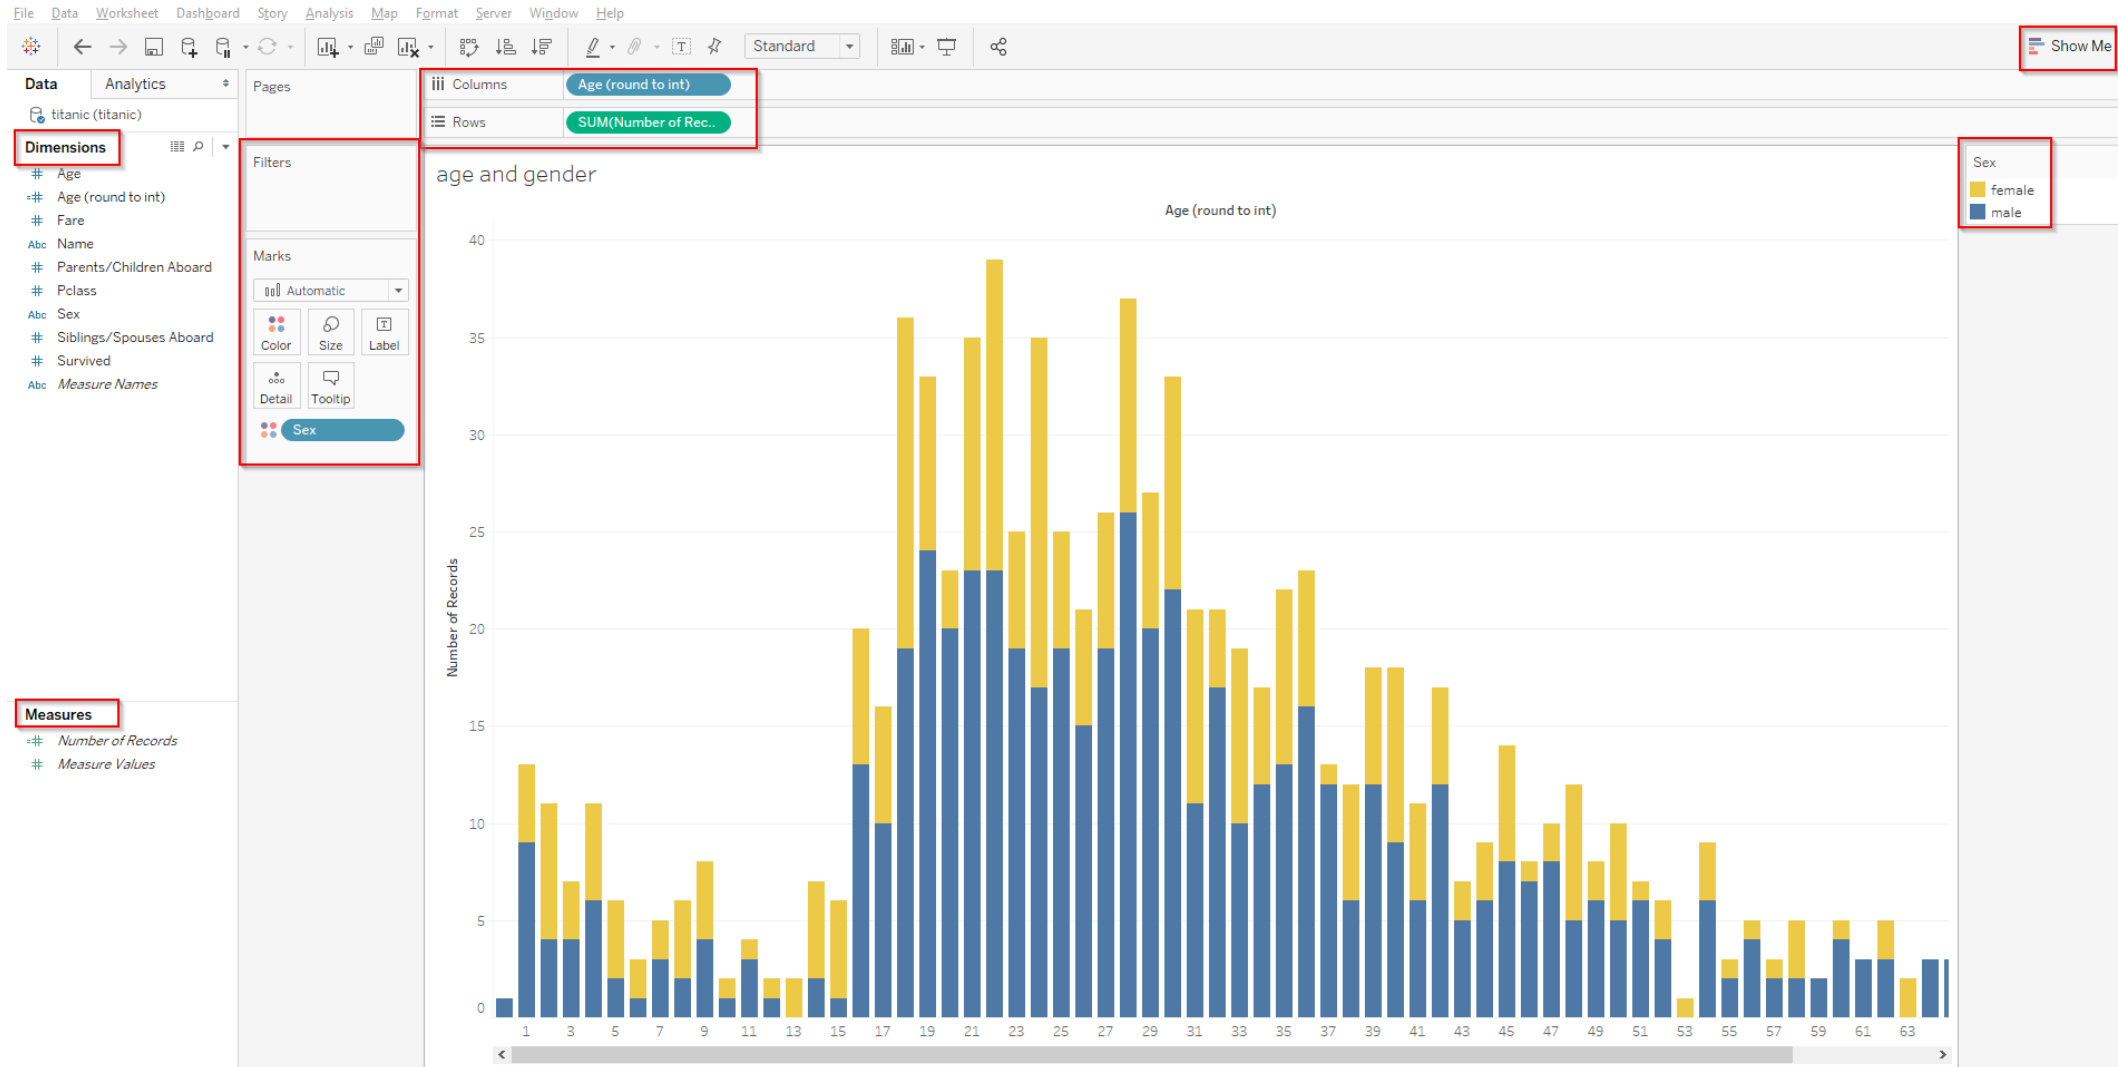 File Data Worksheet Dashboard Story Analysis Map Format Server Window Help
Standard
Show Me
Data Analytics
titanic (titanic)
Dimensions
Age
Age (round to int)
Fare
Abc Name
Parents/Children Aboard
Pclass
Abc Sex
Siblings/Spouses Aboard
Survived
Abc Measure Names
Measures
Number of Records
Measure Values
Pages
Filters
Marks
Automatic
Color Size Label
Detail Tooltip
Sex
Columns Age (round to int)
Rows SUM(Number of Rec..
age and gender
Age (round to int)
Number of Records
40
35
30
25
20
15
10
5
0
1 3 5 7 9 11 13 15 17 19 21 23 25 27 29 31 33 35 37 39 41 43 45 47 49 51 53 55 57 59 61 63
Sex
female
male